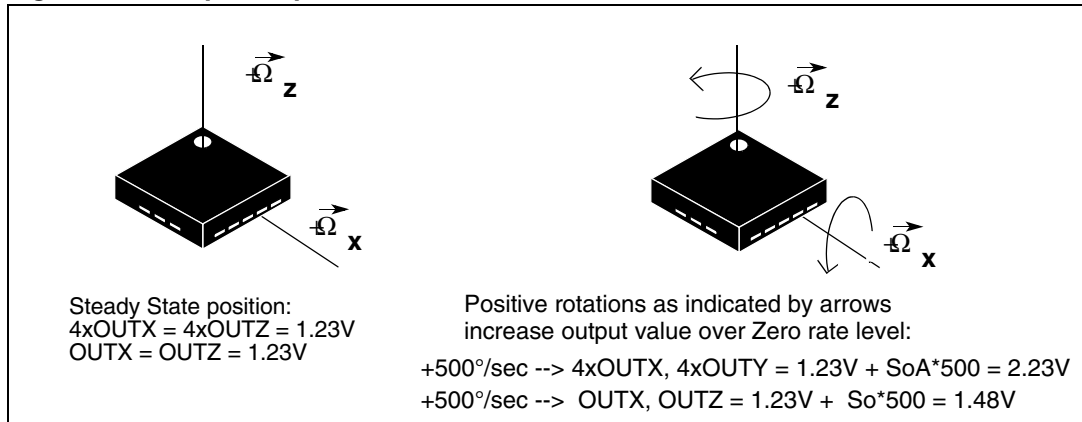 +Ω Z
+Ω X
Steady State position:
4xOUTX = 4xOUTZ = 1.23V
OUTX = OUTZ = 1.23V
+Ω Z
+Ω X
Positive rotations as indicated by arrows
increase output value over Zero rate level:
+500°/sec --> 4xOUTX, 4xOUTY = 1.23V + SoA*500 = 2.23V
+500°/sec --> OUTX, OUTZ = 1.23V + So*500 = 1.48V